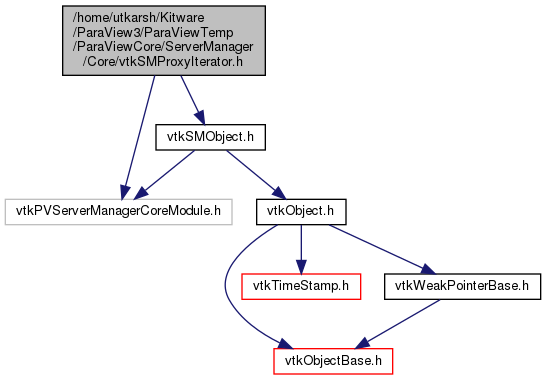 /home/utkarsh/Kitware
/ParaView3/ParaViewTemp
/ParaViewCore/ServerManager
/Core/vtkSMProxyIterator.h
vtkSMObject.h
vtkPVServerManagerCoreModule.h
vtkObject.h
vtkTimeStamp.h
vtkWeakPointerBase.h
vtkObjectBase.h